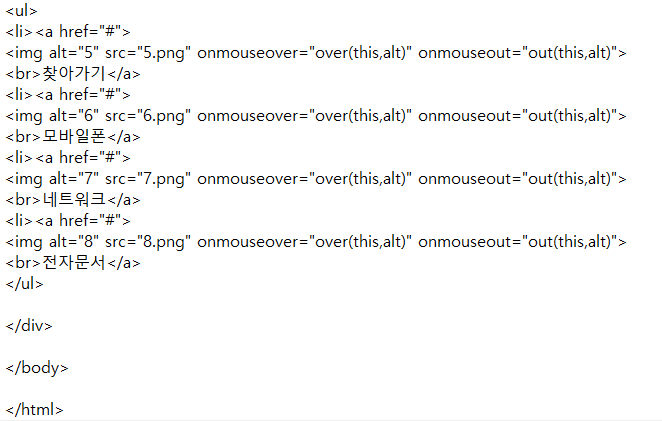 <ul>
<li><a href="#">
<img alt="5" src="5.png" onmouseover="over(this,alt)" onmouseout="out(this,alt)">
<br>찾아가기</a>
<li><a href="#">
<img alt="6" src="6.png" onmouseover="over(this,alt)" onmouseout="out(this,alt)">
<br>모바일폰</a>
<li><a href="#">
<img alt="7" src="7.png" onmouseover="over(this,alt)" onmouseout="out(this,alt)">
<br>네트워크</a>
<li><a href="#">
<img alt="8" src="8.png" onmouseover="over(this,alt)" onmouseout="out(this,alt)">
<br>전자문서</a>
</ul>
</div>
</body>
</html>